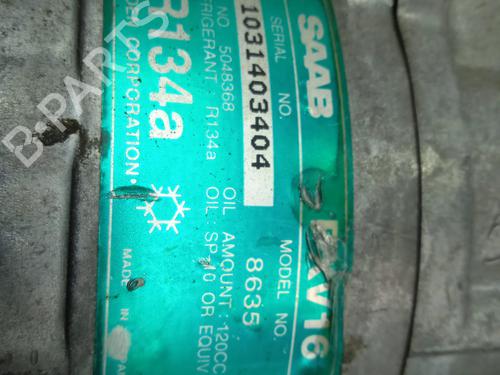 SAAB
SERIAL NO.
1031403404
MODEL NO.
8635
NO. 5048368
REFRIGERANT R134a
OIL AMOUNT: 120CC
OIL: SP-10 OR EQUIV
R134a
CORPORATION
MADE IN
B-PARTS